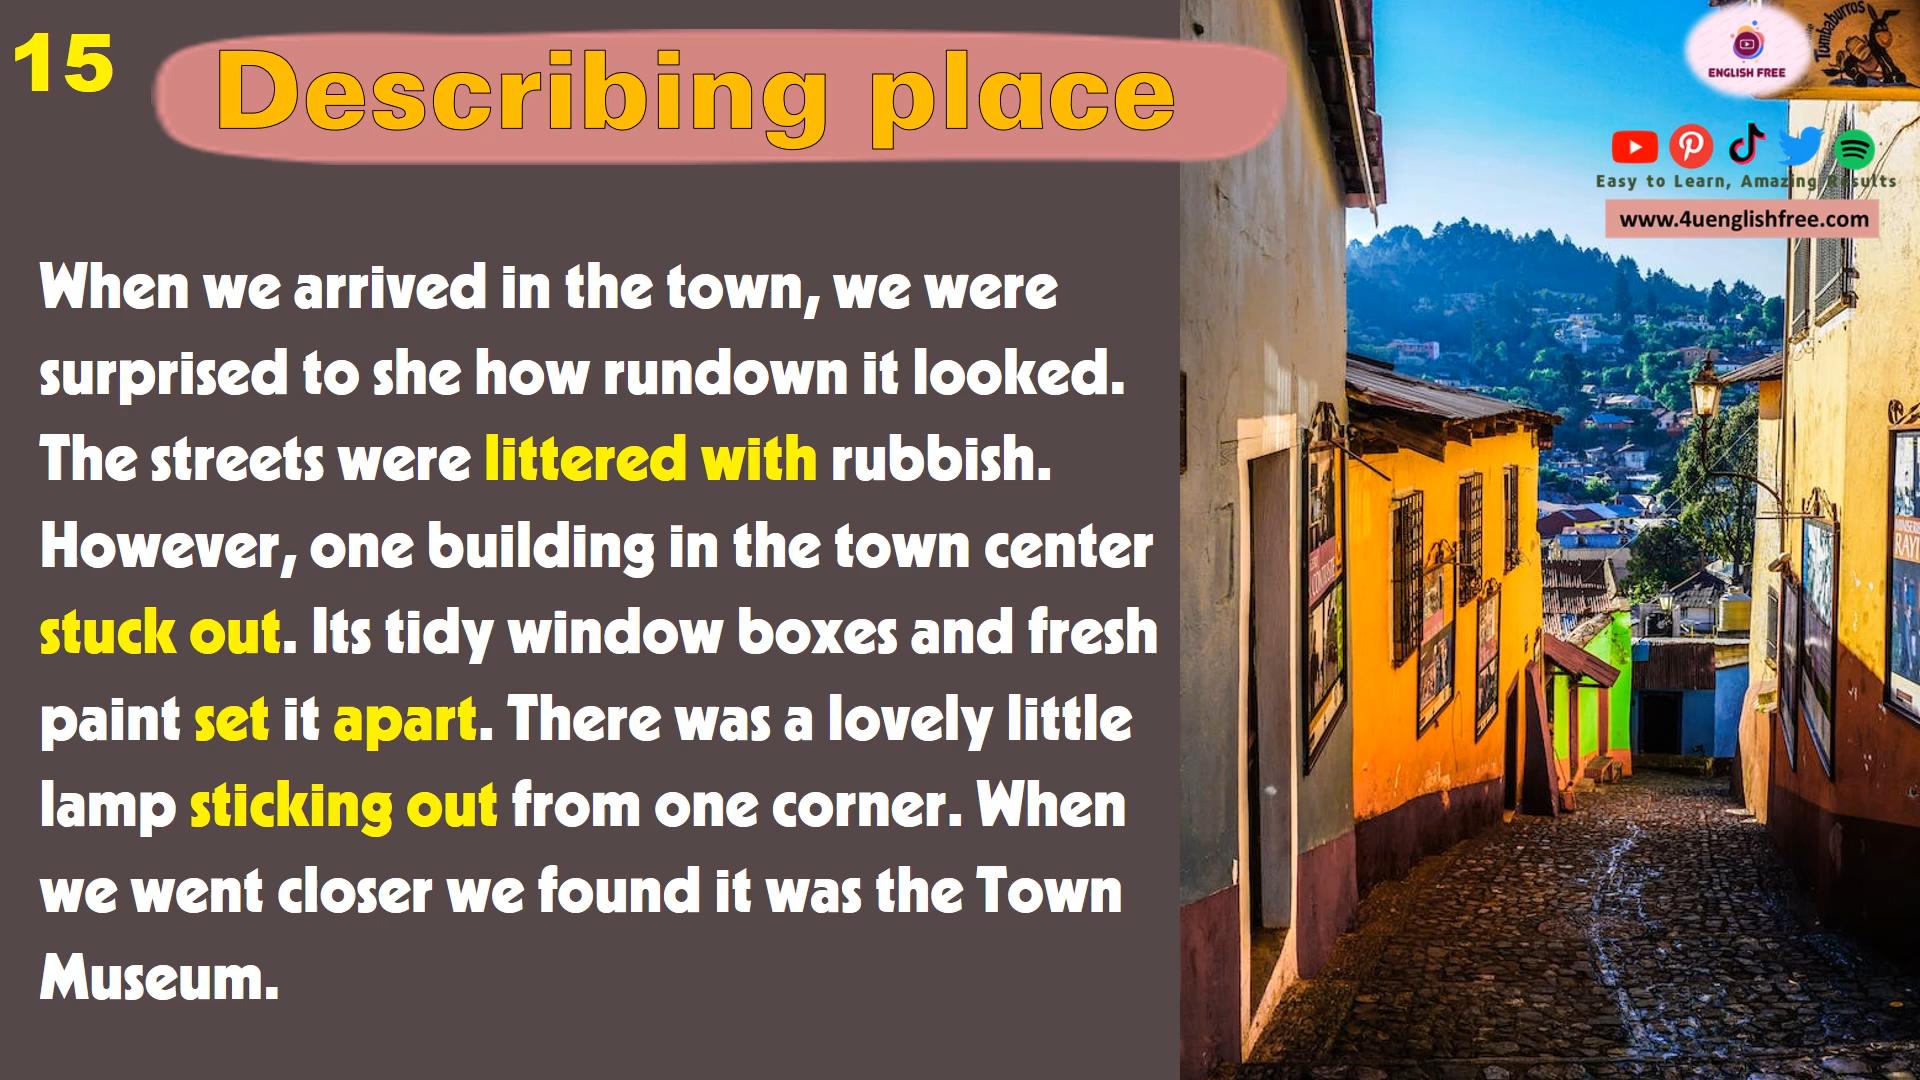 15
Describing place
When we arrived in the town, we were
surprised to she how rundown it looked.
The streets were littered with rubbish.
However, one building in the town center
stuck out. Its tidy window boxes and fresh
paint set it apart. There was a lovely little
lamp sticking out from one corner. When
we went closer we found it was the Town
Museum.
ENGLISH FREE
Tumbaburros
Easy to Learn, Amazing Results
www.4uenglishfree.com